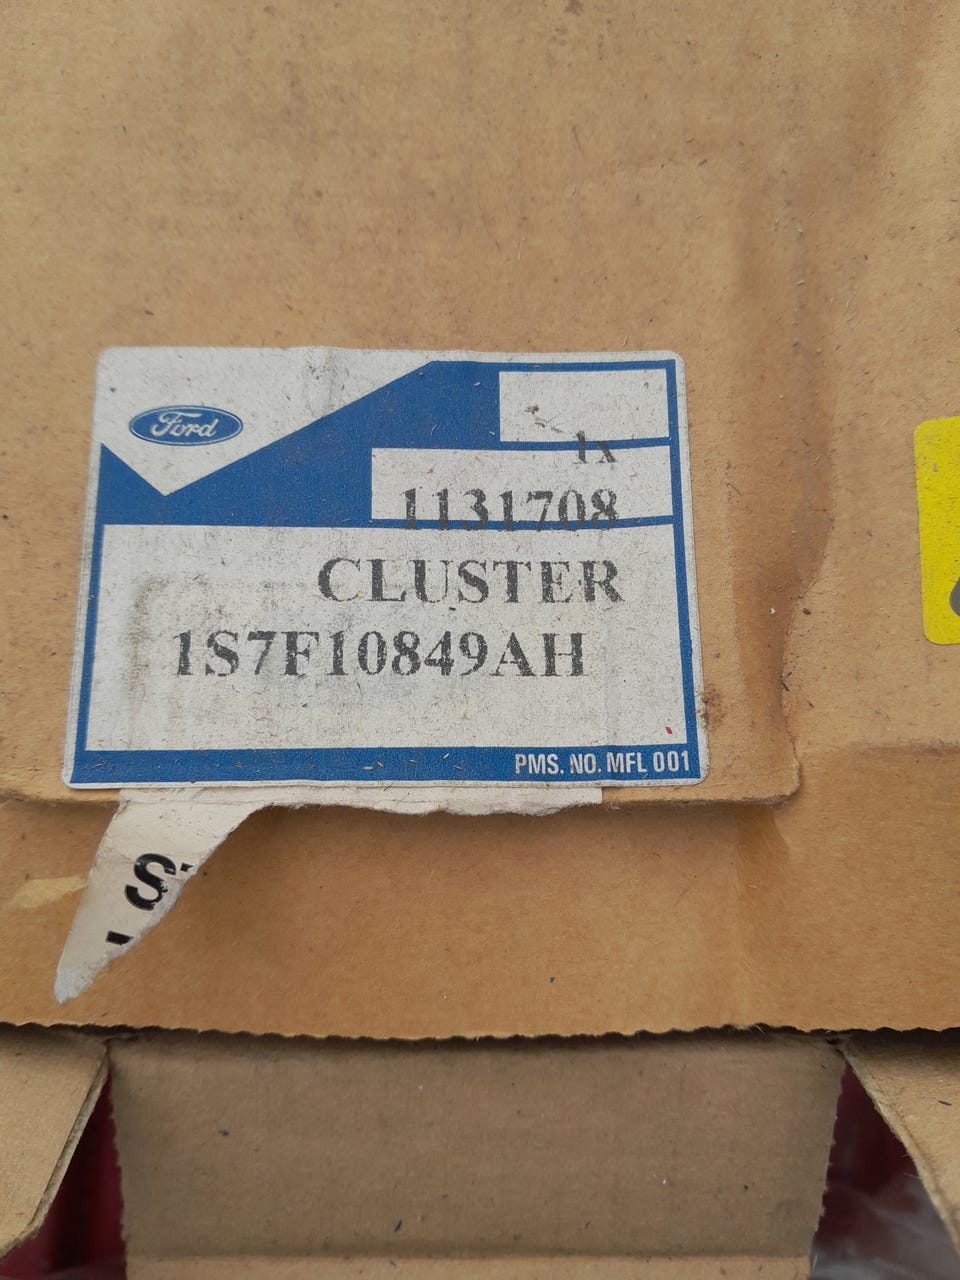 Ford
1x
1131708
CLUSTER
1S7F10849AH
PMS. NO. MFL 001
S